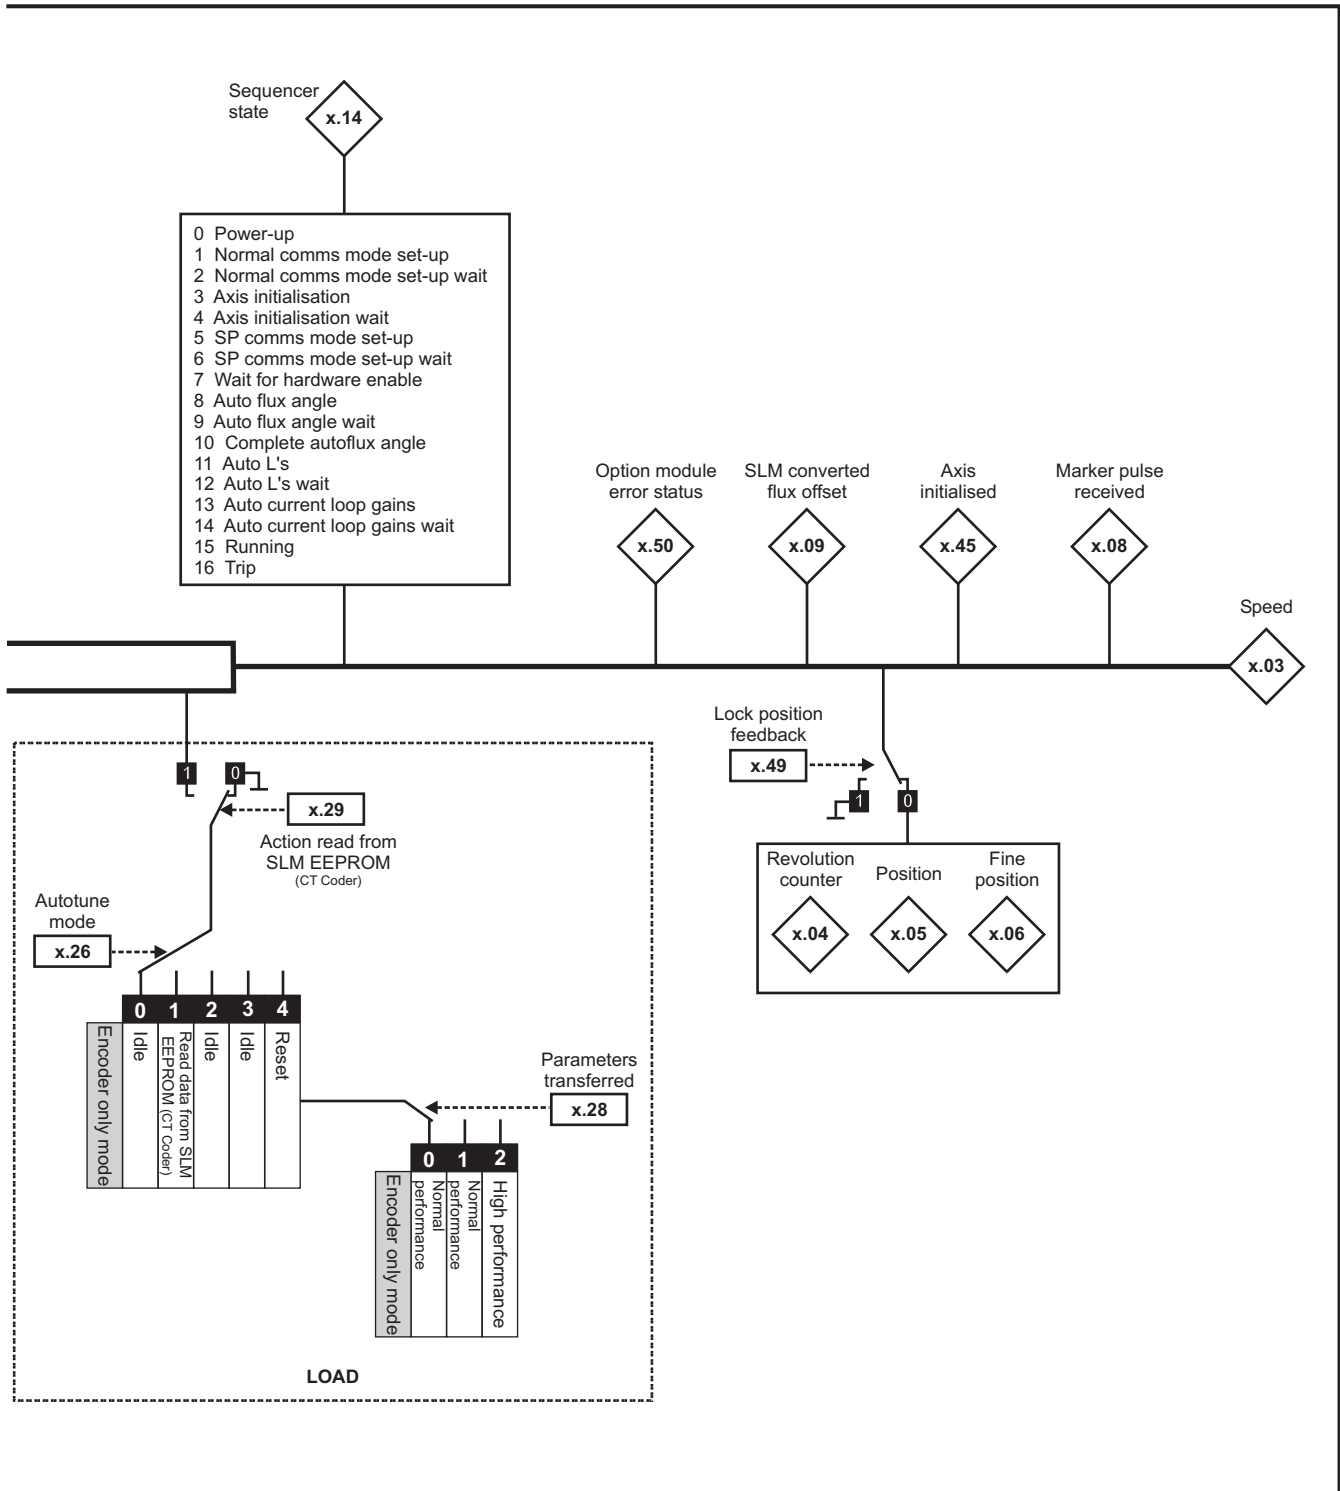 Sequencer
state
x.14
0 Power-up
1 Normal comms mode set-up
2 Normal comms mode set-up wait
3 Axis initialisation
4 Axis initialisation wait
5 SP comms mode set-up
6 SP comms mode set-up wait
7 Wait for hardware enable
8 Auto flux angle
9 Auto flux angle wait
10 Complete autoflux angle
11 Auto L's
12 Auto L's wait
13 Auto current loop gains
14 Auto current loop gains wait
15 Running
16 Trip
Option module
error status
x.50
SLM converted
flux offset
x.09
Axis
initialised
x.45
Marker pulse
received
x.08
Speed
x.03
Lock position
feedback
x.49
1 0
Revolution
counter
x.04
Position
x.05
Fine
position
x.06
1 0
x.29
Action read from
SLM EEPROM
(CT Coder)
Autotune
mode
x.26
0 1 2 3 4
Encoder only mode
Idle
Read data from SLM
EEPROM (CT Coder)
Idle
Idle
Reset
Parameters
transferred
x.28
0 1 2
Encoder only mode
Normal
performance
Normal
performance
High performance
LOAD